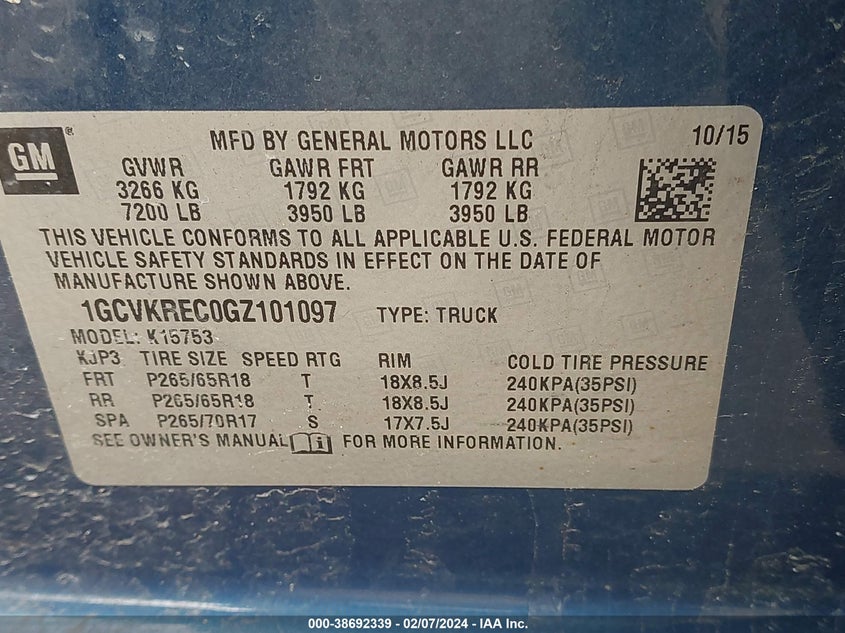 GM ®
MFD BY GENERAL MOTORS LLC 10/15
GVWR GAWR FRT GAWR RR
3266 KG 1792 KG 1792 KG
7200 LB 3950 LB 3950 LB
THIS VEHICLE CONFORMS TO ALL APPLICABLE U.S. FEDERAL MOTOR
VEHICLE SAFETY STANDARDS IN EFFECT ON THE DATE OF
MANUFACTURE SHOWN ABOVE.
1GCVKREC0GZ101097 TYPE: TRUCK
MODEL: K15753
KJP3 TIRE SIZE SPEED RTG RIM COLD TIRE PRESSURE
FRT P265/65R18 T 18X8.5J 240KPA(35PSI)
RR P265/65R18 T 18X8.5J 240KPA(35PSI)
SPA P265/70R17 S 17X7.5J 240KPA(35PSI)
SEE OWNER'S MANUAL i FOR MORE INFORMATION.
000-38692339 - 02/07/2024 - IAA Inc.